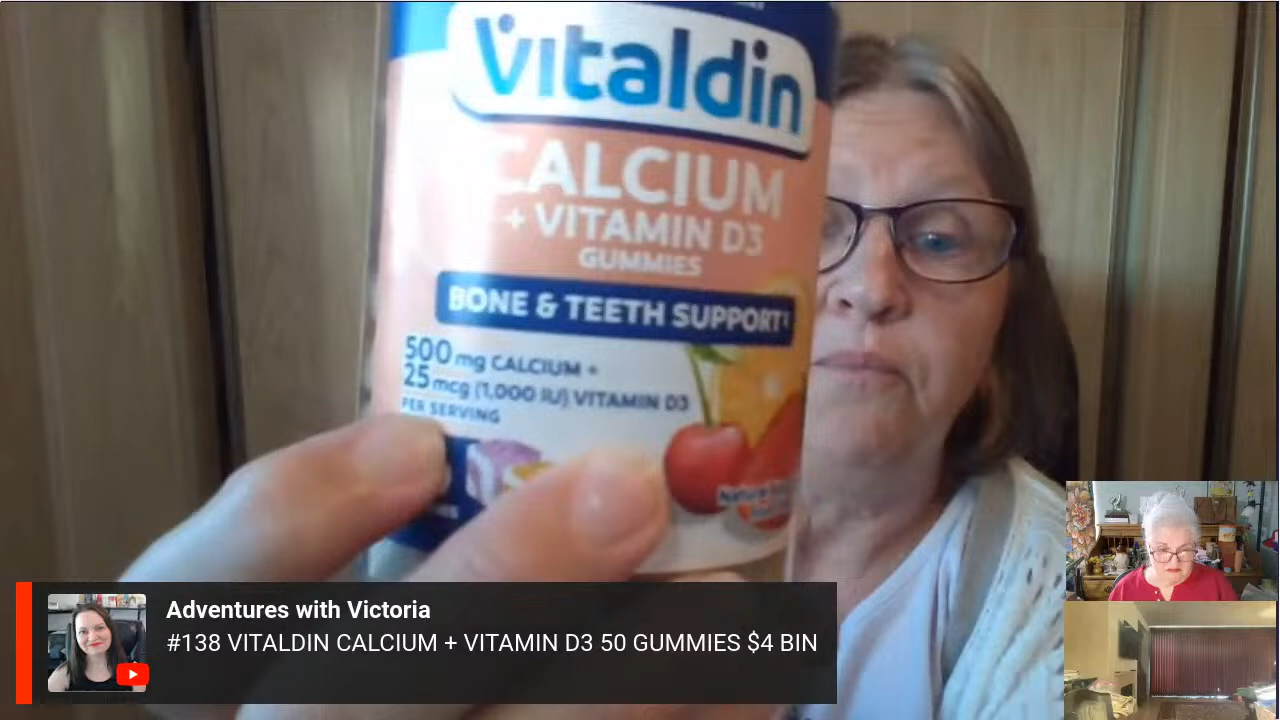 Vitaldin
CALCIUM
+ VITAMIN D3
GUMMIES
BONE & TEETH SUPPORT‡
500 mg CALCIUM +
25 mcg (1,000 IU) VITAMIN D3
PER SERVING
Adventures with Victoria
#138 VITALDIN CALCIUM + VITAMIN D3 50 GUMMIES $4 BIN